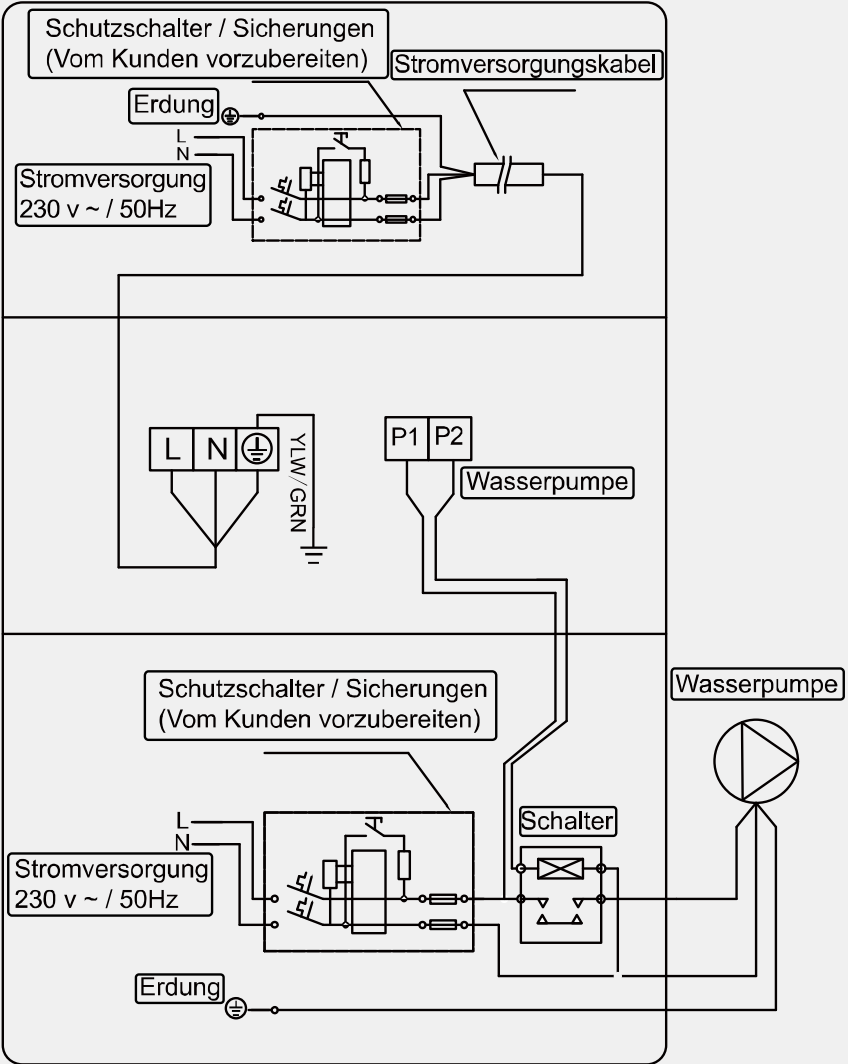 Schutzschalter / Sicherungen
(Vom Kunden vorzubereiten)
Stromversorgungskabel
Erdung
L
N
Stromversorgung
230 v ~ / 50Hz
L N
YLW/GRN
P1 P2
Wasserpumpe
Schutzschalter / Sicherungen
(Vom Kunden vorzubereiten)
Wasserpumpe
L
N
Schalter
Stromversorgung
230 v ~ / 50Hz
Erdung